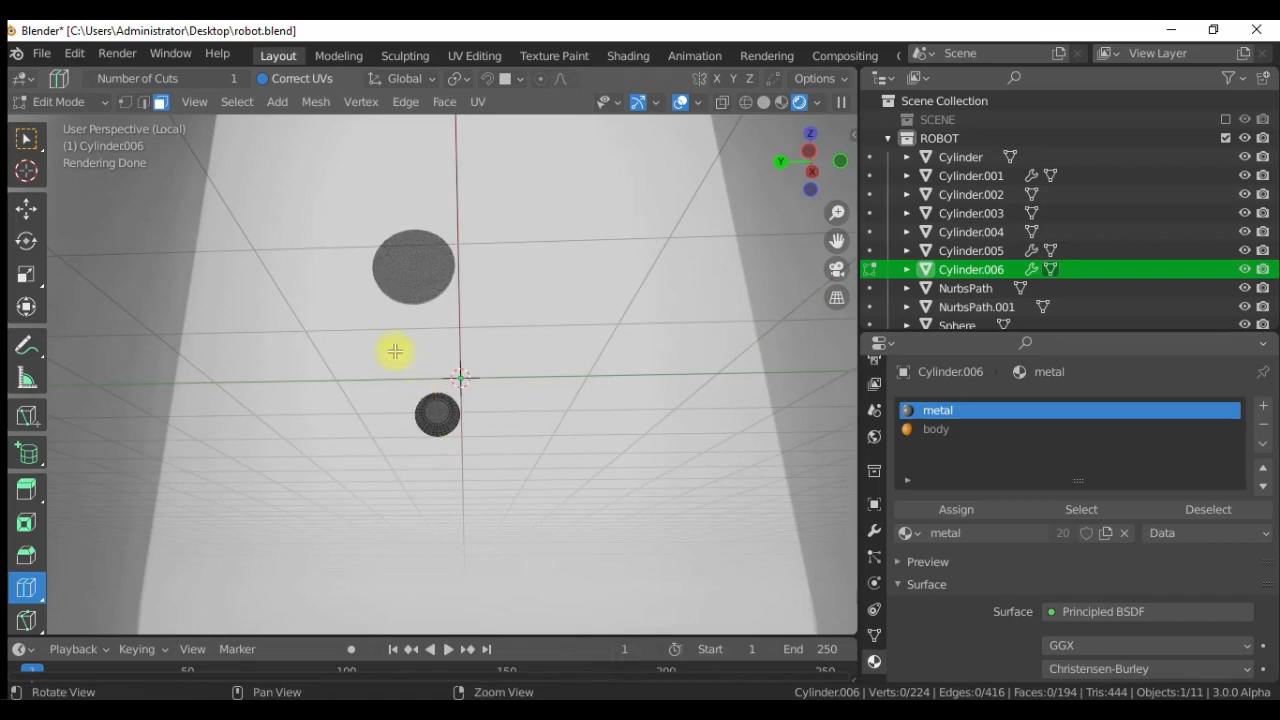 Blender* [C:\Users\Administrator\Desktop\robot.blend]
File Edit Render Window Help Layout Modeling Sculpting UV Editing Texture Paint Shading Animation Rendering Compositing Scene View Layer
Number of Cuts 1 Correct UVs Global X Y Z Options
Edit Mode View Select Add Mesh Vertex Edge Face UV
User Perspective (Local)
(1) Cylinder.006
Rendering Done
Z
Y
X
Scene Collection
SCENE
ROBOT
Cylinder
Cylinder.001
Cylinder.002
Cylinder.003
Cylinder.004
Cylinder.005
Cylinder.006
NurbsPath
NurbsPath.001
Sphere
Cylinder.006 metal
metal
body
Assign Select Deselect
metal 20 Data
Preview
Surface
Surface Principled BSDF
GGX
Christensen-Burley
Playback Keying View Marker 1 Start 1 End 250
1 50 100 150 200 250
Rotate View Pan View Zoom View Cylinder.006 | Verts:0/224 | Edges:0/416 | Faces:0/194 | Tris:444 | Objects:1/11 | 3.0.0 Alpha